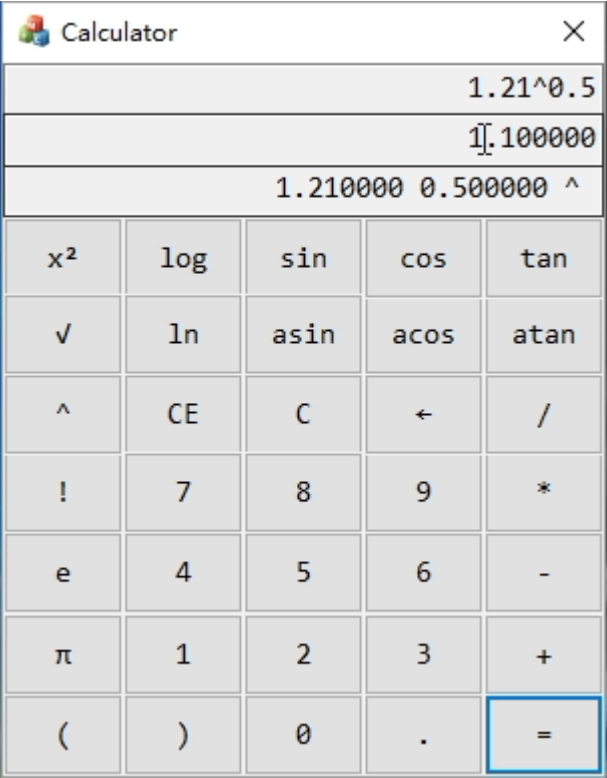 Calculator
1.21^0.5
1.100000
1.210000 0.500000 ^
x² log sin cos tan
√ ln asin acos atan
^ CE C ← /
! 7 8 9 *
e 4 5 6 -
π 1 2 3 +
( ) 0 . =